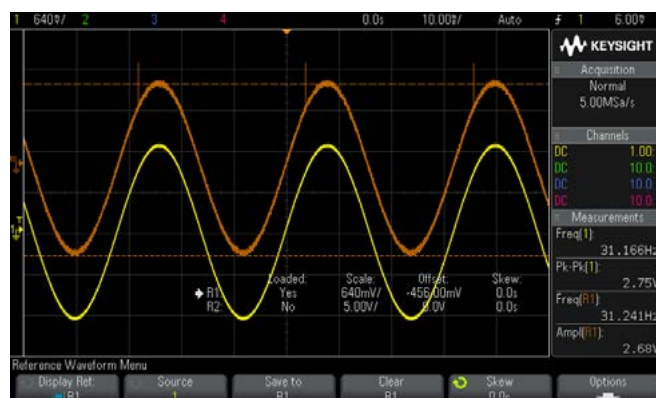 1 640▽/ 2 3 4 0.0s 10.00▽/ Auto 1 6.00▽
KEYSIGHT
Acquisition
Normal
5.00MSa/s
Channels
DC 1.00:
DC 10.0:
DC 10.0:
DC 10.0:
Measurements
Freq(1):
31.166Hz
Pk-Pk(1):
2.75V
Freq(R1):
31.241Hz
Ampl(R1):
2.68V
Loaded: Scale: Offset: Skew:
R1: Yes 640mV/ -456.00mV 0.0s
R2: No 5.00V/ 0.0V 0.0s
Reference Waveform Menu
Display Ref: Source Save to Clear Skew Options
R1 1 R1 R1 0.0s